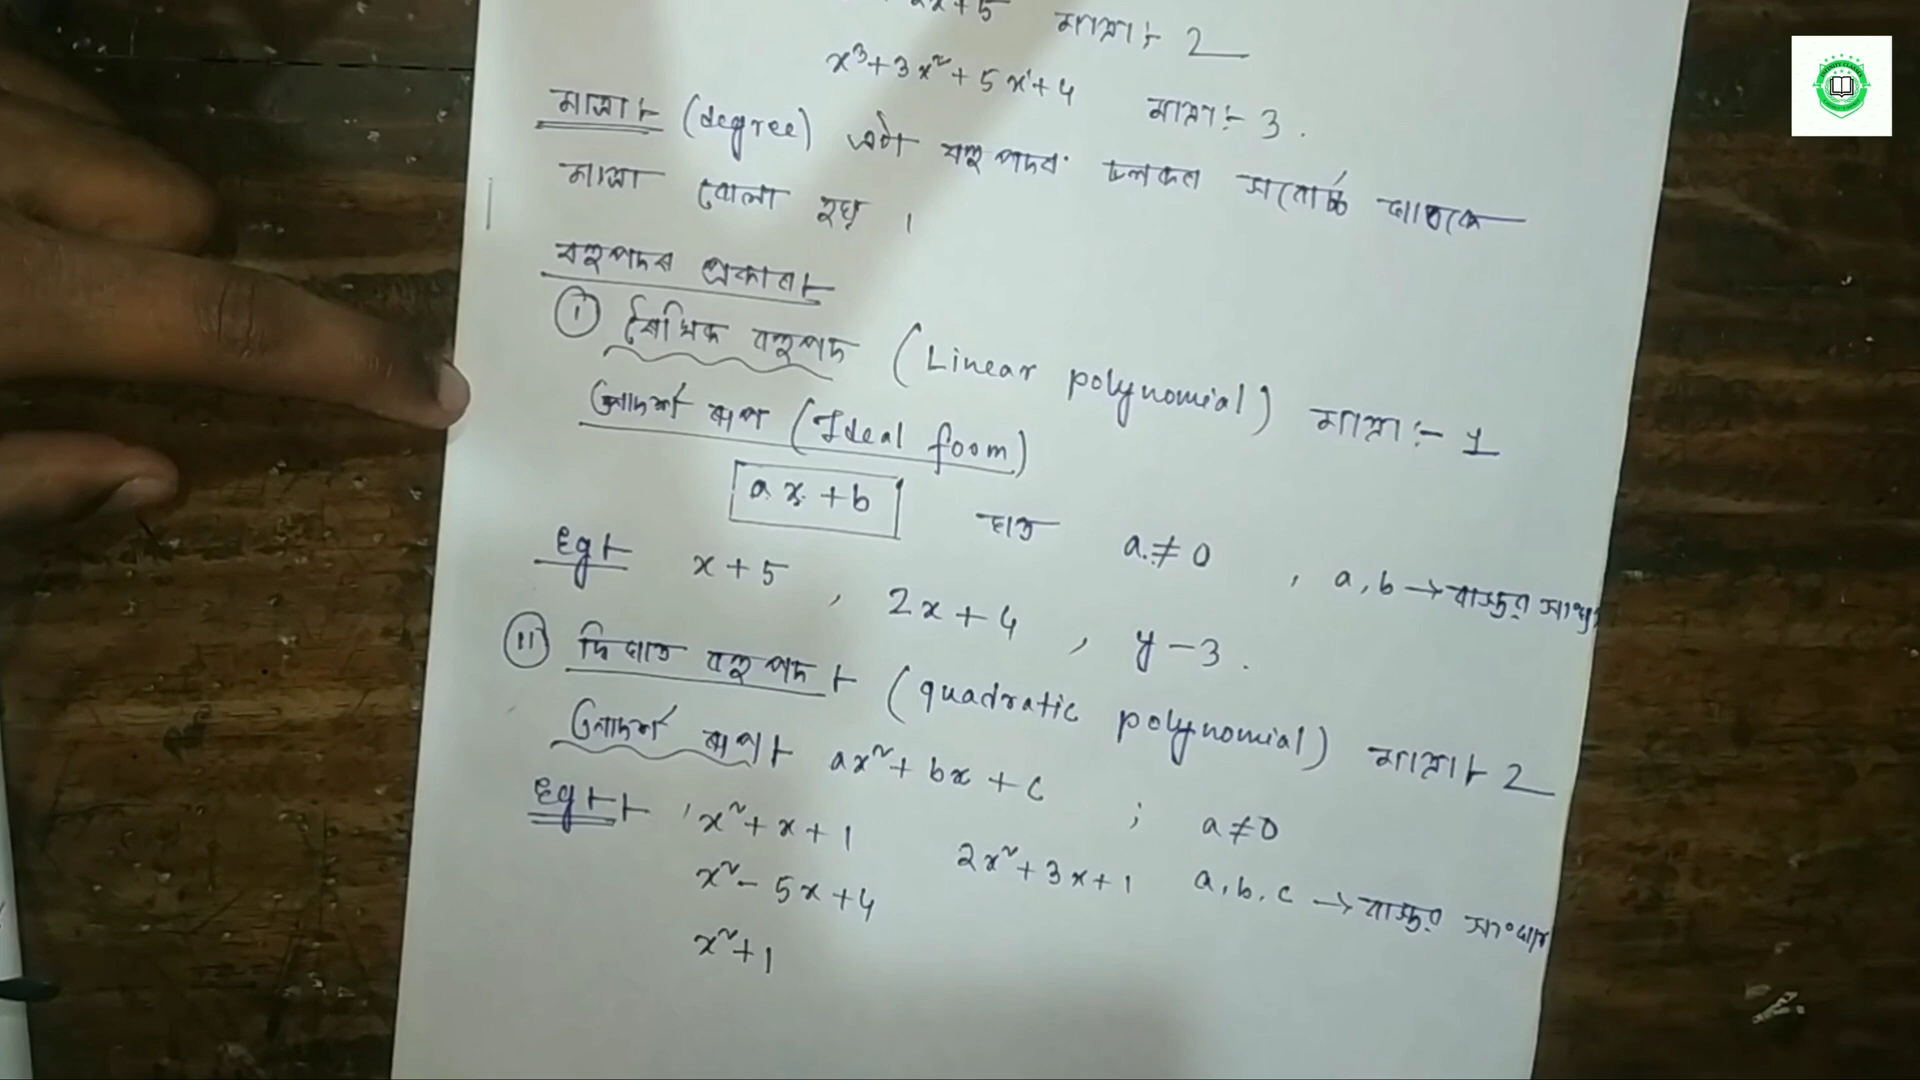 x+5 মাত্ৰা:- 2
x³+3x²+5x¹+4 মাত্ৰা:- 3.
মাত্ৰা:- (degree) এটা বহুপদৰ চলকৰ সৰ্বোচ্চ ঘাতকে
মাত্ৰা বোলা হয় ।
বহুপদৰ প্ৰকাৰ:-
(i) ৰৈখিক বহুপদ (Linear polynomial) মাত্ৰা:- 1
আদৰ্শ ৰূপ (Ideal foom)
ax+b য'ত a≠0 , a,b → বাস্তৱ
Eg:- x+5 , 2x+4 , y-3 .
(ii) দ্বিঘাত বহুপদ:- (quadratic polynomial) মাত্ৰা:- 2
আদৰ্শ ৰূপ:- ax²+bx+c ; a≠0
Eg:- x²+x+1 2x²+3x+1 a,b,c → বাস্তৱ সংখ্যা
x²-5x+4
x²+1